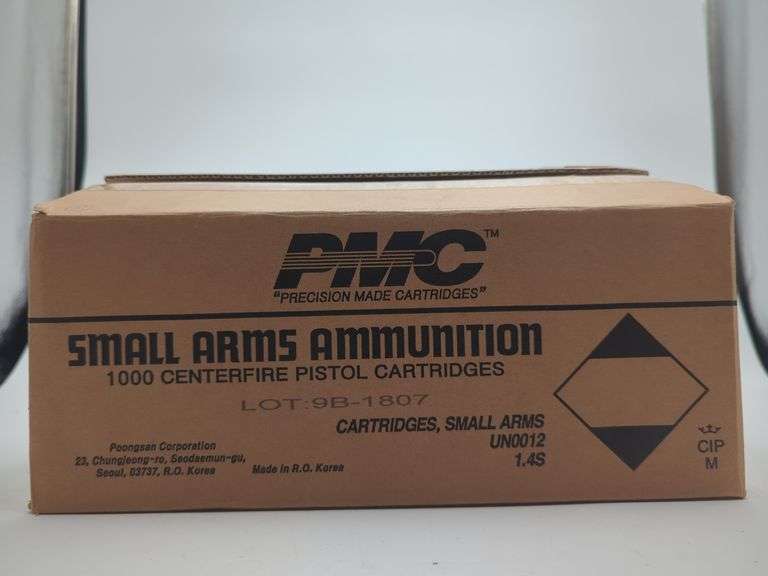 PMC™
"PRECISION MADE CARTRIDGES"
SMALL ARMS AMMUNITION
1000 CENTERFIRE PISTOL CARTRIDGES
LOT:9B-1807
CARTRIDGES, SMALL ARMS
UN0012
1.4S
Poongsan Corporation
23, Chungjeong-ro, Seodaemun-gu,
Seoul, 03737, R.O. Korea
Made in R.O. Korea
CIP
M